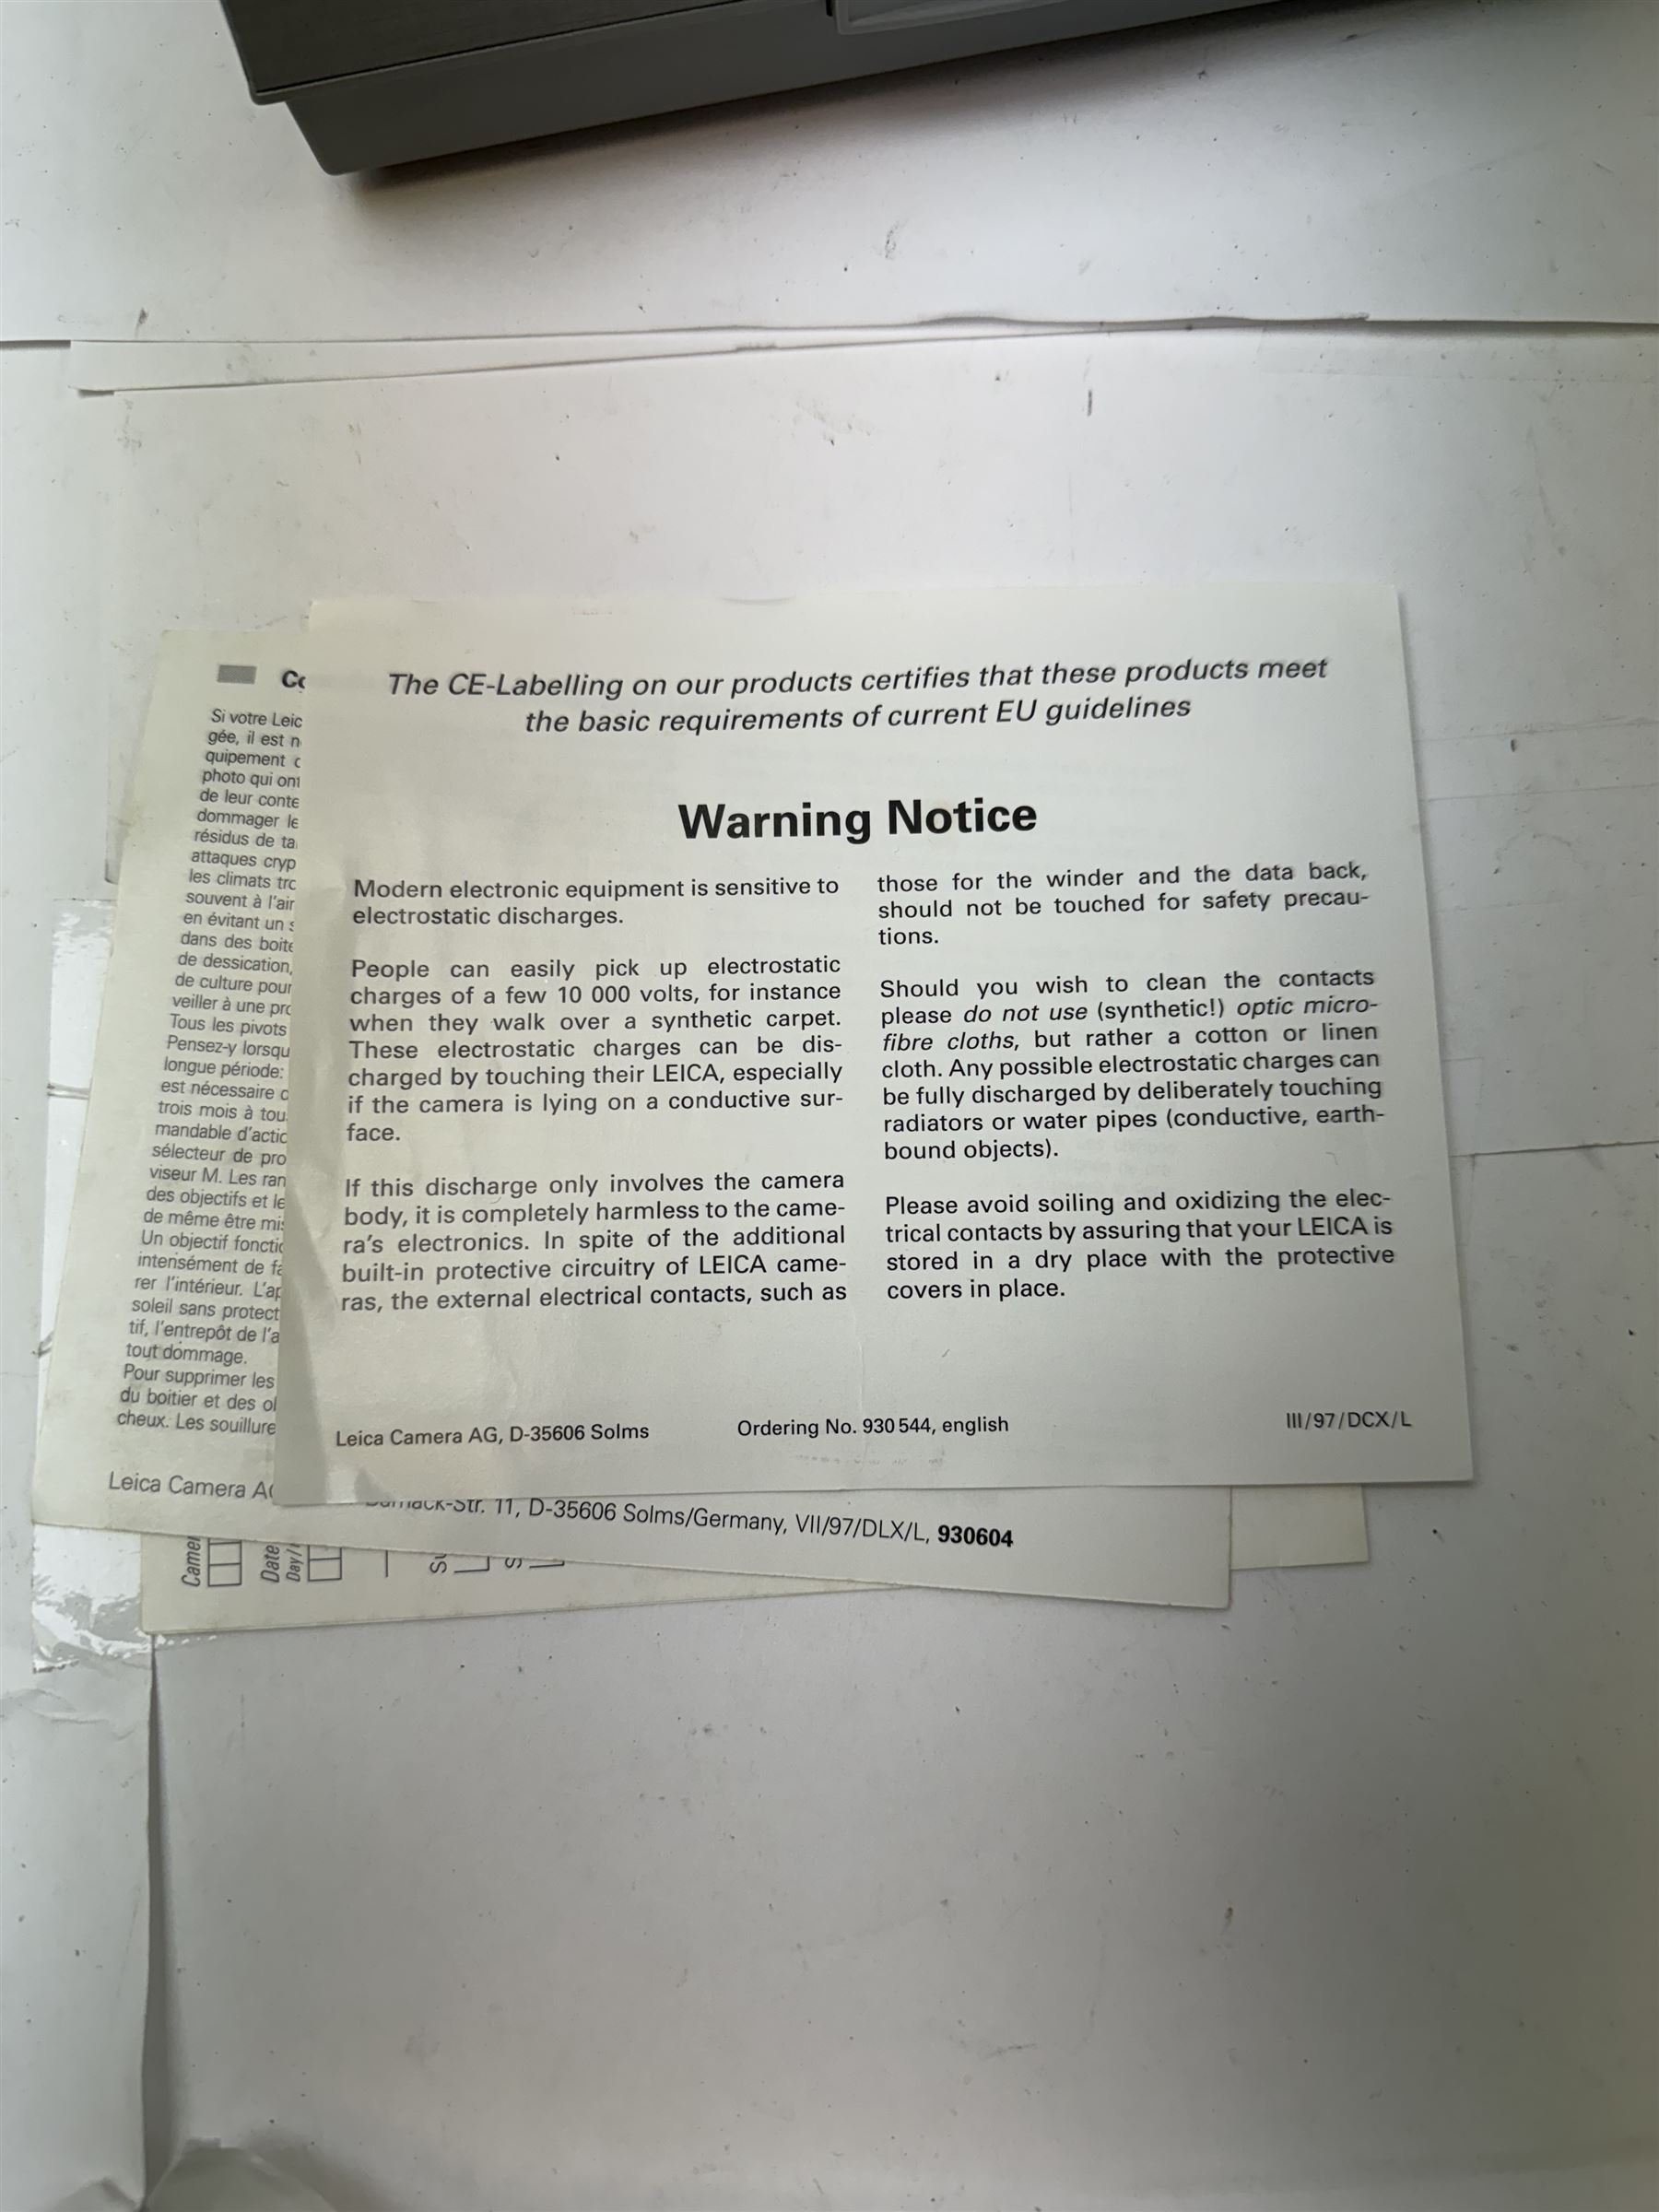 The CE-Labelling on our products certifies that these products meet
the basic requirements of current EU guidelines
Warning Notice
Modern electronic equipment is sensitive to
electrostatic discharges.
People can easily pick up electrostatic
charges of a few 10 000 volts, for instance
when they walk over a synthetic carpet.
These electrostatic charges can be dis-
charged by touching their LEICA, especially
if the camera is lying on a conductive sur-
face.
If this discharge only involves the camera
body, it is completely harmless to the came-
ra's electronics. In spite of the additional
built-in protective circuitry of LEICA came-
ras, the external electrical contacts, such as
those for the winder and the data back,
should not be touched for safety precau-
tions.
Should you wish to clean the contacts
please do not use (synthetic!) optic micro-
fibre cloths, but rather a cotton or linen
cloth. Any possible electrostatic charges can
be fully discharged by deliberately touching
radiators or water pipes (conductive, earth-
bound objects).
Please avoid soiling and oxidizing the elec-
trical contacts by assuring that your LEICA is
stored in a dry place with the protective
covers in place.
Leica Camera AG, D-35606 Solms
Ordering No. 930 544, english
III/97/DCX/L
Si votre Leic
gée, il est n
quipement
photo qui ont
de leur conte
dommager le
résidus de ta
attaques cryp
les climats tro
souvent à l'air
en évitant un s
dans des boite
de dessication,
de culture pour
veiller à une pro
Tous les pivots
Pensez-y lorsqu
longue période:
est nécessaire d
trois mois à tou
mandable d'actio
sélecteur de pro
viseur M. Les ran
des objectifs et le
de même être mis
Un objectif fonctio
intensément de fa
rer l'intérieur. L'ap
soleil sans protect
tif, l'entrepôt de l'a
tout dommage.
Pour supprimer les
du boitier et des ob
cheux. Les souillure
Leica Camera AG
-Str. 11, D-35606 Solms/Germany, VII/97/DLX/L, 930604
Camer
Date
Day/